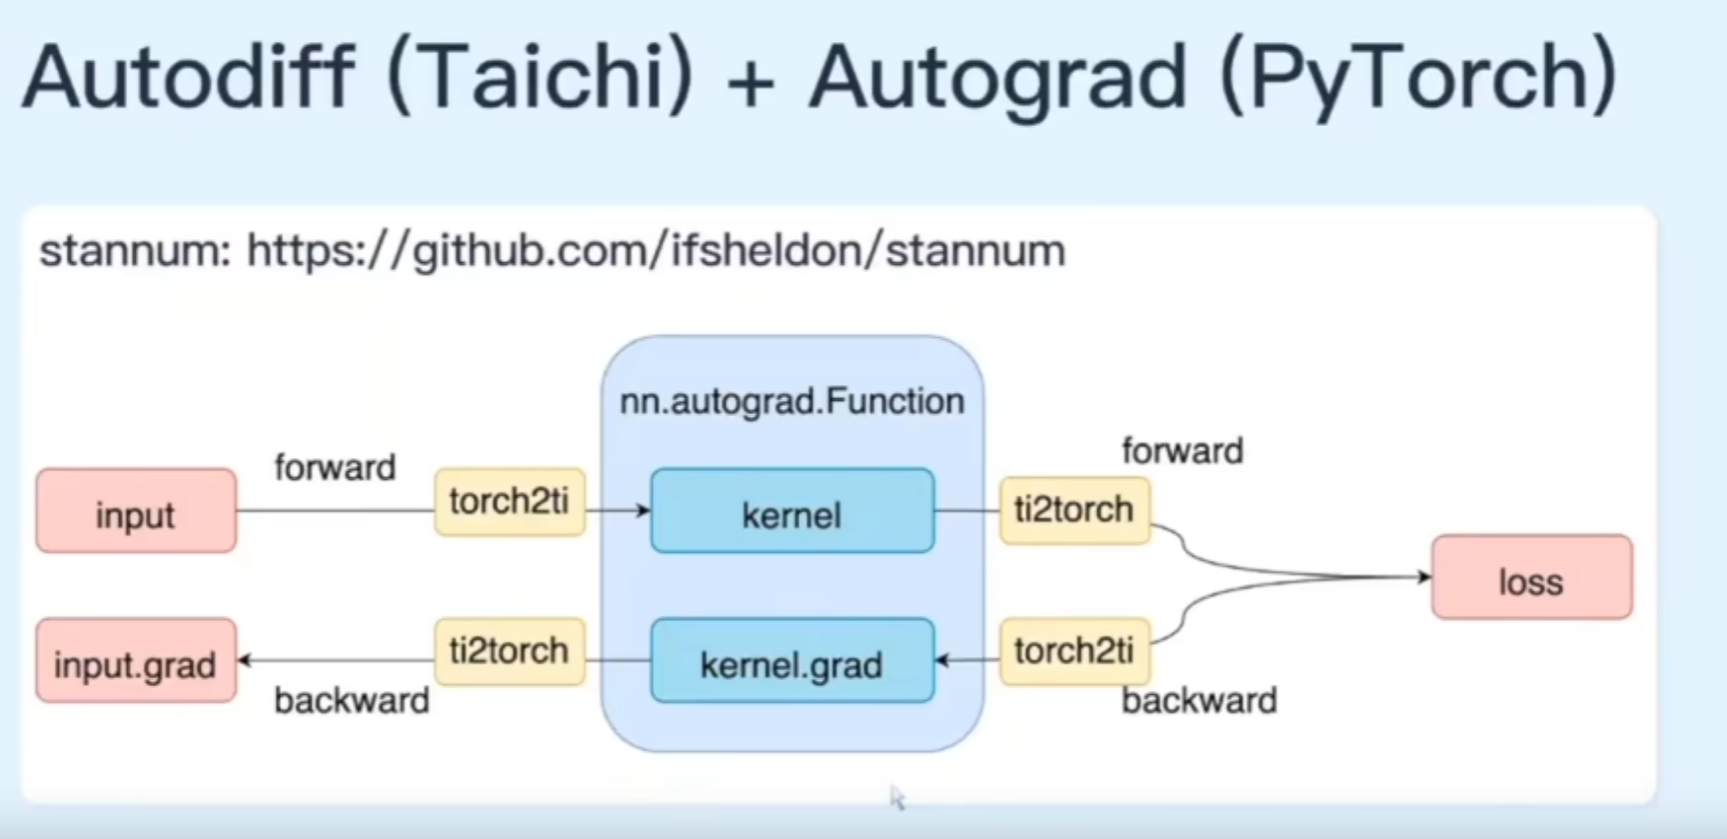 Autodiff (Taichi) + Autograd (PyTorch)
stannum: https://github.com/ifsheldon/stannum
nn.autograd.Function
forward
forward
input
torch2ti
kernel
ti2torch
loss
input.grad
ti2torch
kernel.grad
torch2ti
backward
backward